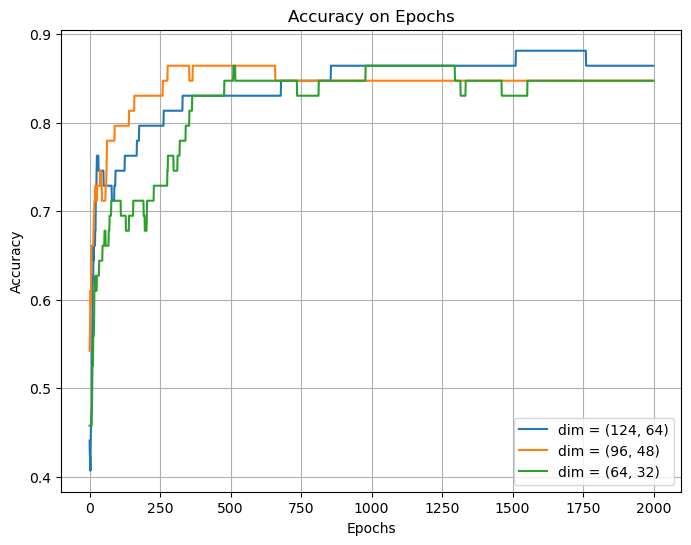 Accuracy on Epochs
0.9
0.8
0.7
0.6
0.5
0.4
Accuracy
0 250 500 750 1000 1250 1500 1750 2000
Epochs
dim = (124, 64)
dim = (96, 48)
dim = (64, 32)